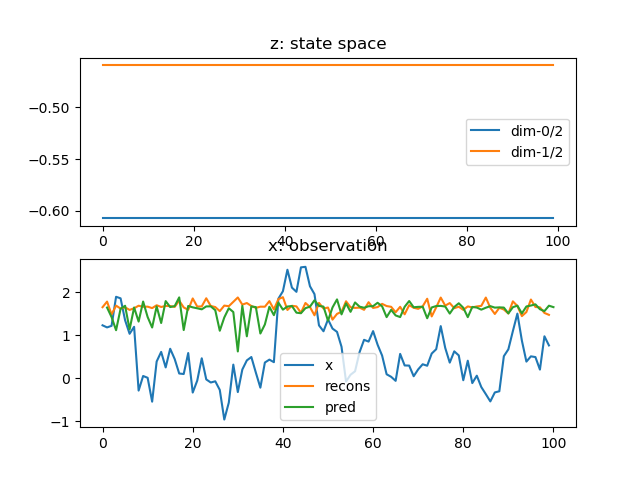 z: state space
−0.50
−0.55
−0.60
dim-0/2
dim-1/2
0 20 40 60 80 100
x: observation
2
1
0
−1
x
recons
pred
0 20 40 60 80 100